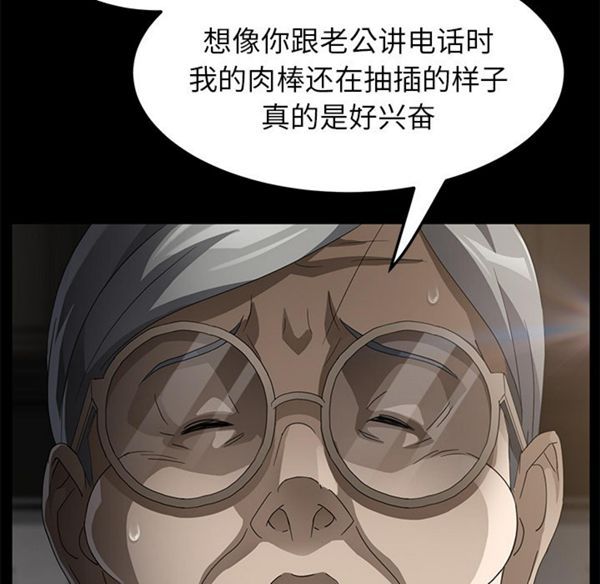 想像你跟老公讲电话时
我的肉棒还在抽插的样子
真的是好兴奋